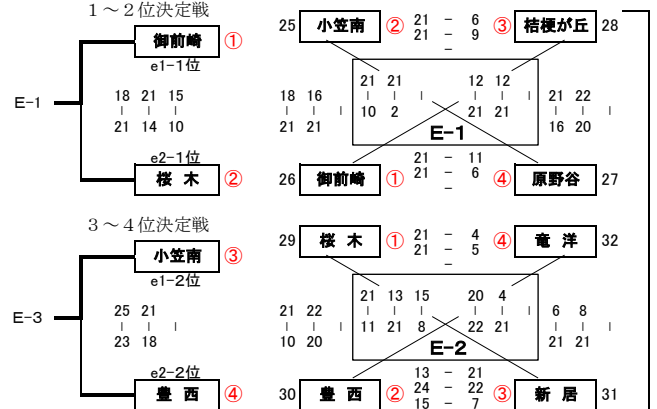 1～2位決定戦
御前崎 ①
e1-1位
E-1
18 21 15
| | |
21 14 10
e2-1位
桜 木 ②
3～4位決定戦
小笠南 ③
e1-2位
E-3
25 21
| | |
23 18
e2-2位
豊 西 ④
25 小笠南 ② 21 - 6 ③ 桔梗が丘 28
21 - 9
-
21 21 12 12
18 16 | | | | | | 21 22
| | | 10 2 21 21 | | |
21 21 E-1 16 20
21 - 11
26 御前崎 ① 21 - 6 ④ 原野谷 27
-
29 桜 木 ① 21 - 4 ④ 竜 洋 32
21 - 5
-
21 13 15 20 4
21 22 | | | | | | 6 8
| | | 11 21 8 22 21 | | |
10 20 E-2 21 21
13 - 21
30 豊 西 ② 24 - 22 ③ 新 居 31
15 - 7